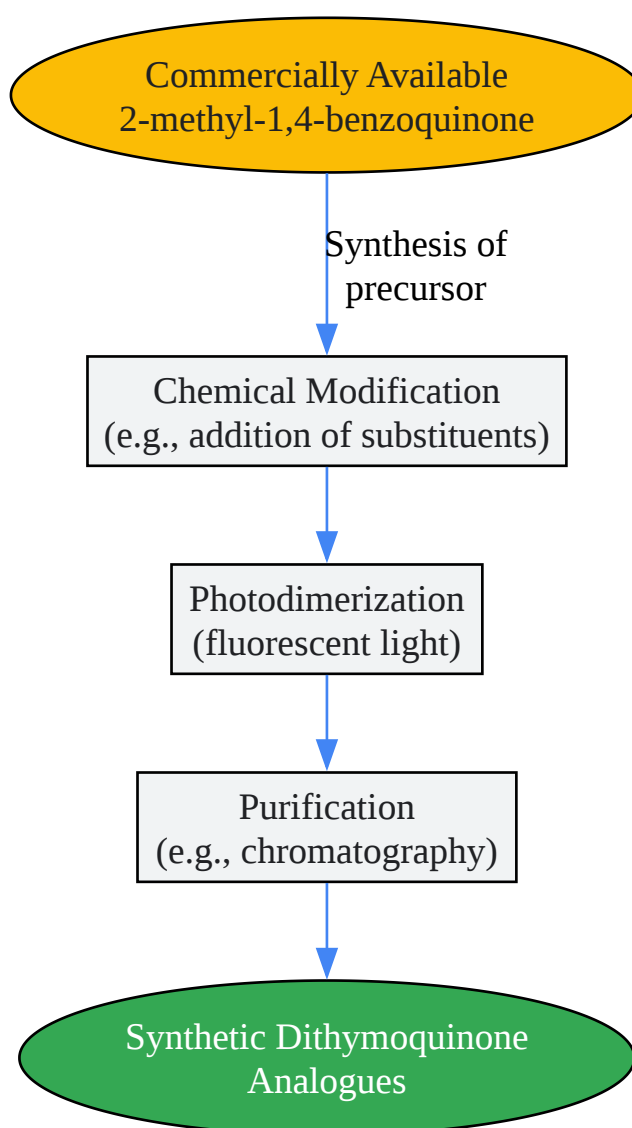 Commercially Available
2-methyl-1,4-benzoquinone
Synthesis of
precursor
Chemical Modification
(e.g., addition of substituents)
Photodimerization
(fluorescent light)
Purification
(e.g., chromatography)
Synthetic Dithymoquinone
Analogues